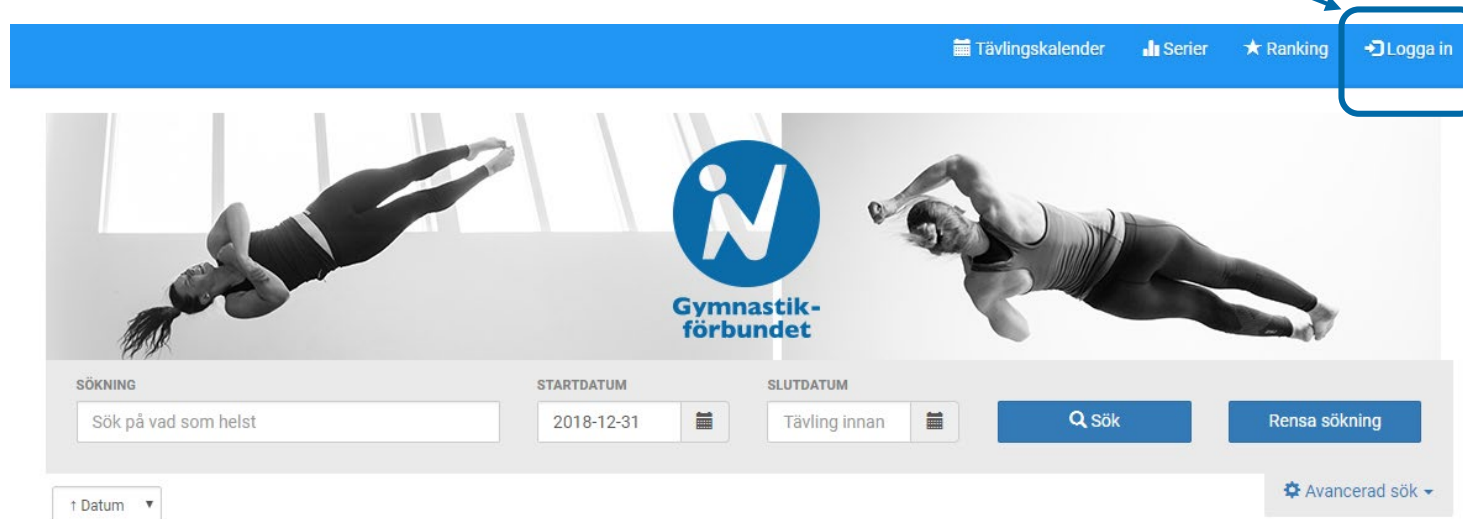 Tävlingskalender Serier Ranking Logga in
Gymnastik-
förbundet
SÖKNING STARTDATUM SLUTDATUM
Sök på vad som helst 2018-12-31 Tävling innan Sök Rensa sökning
↑ Datum ▼ Avancerad sök